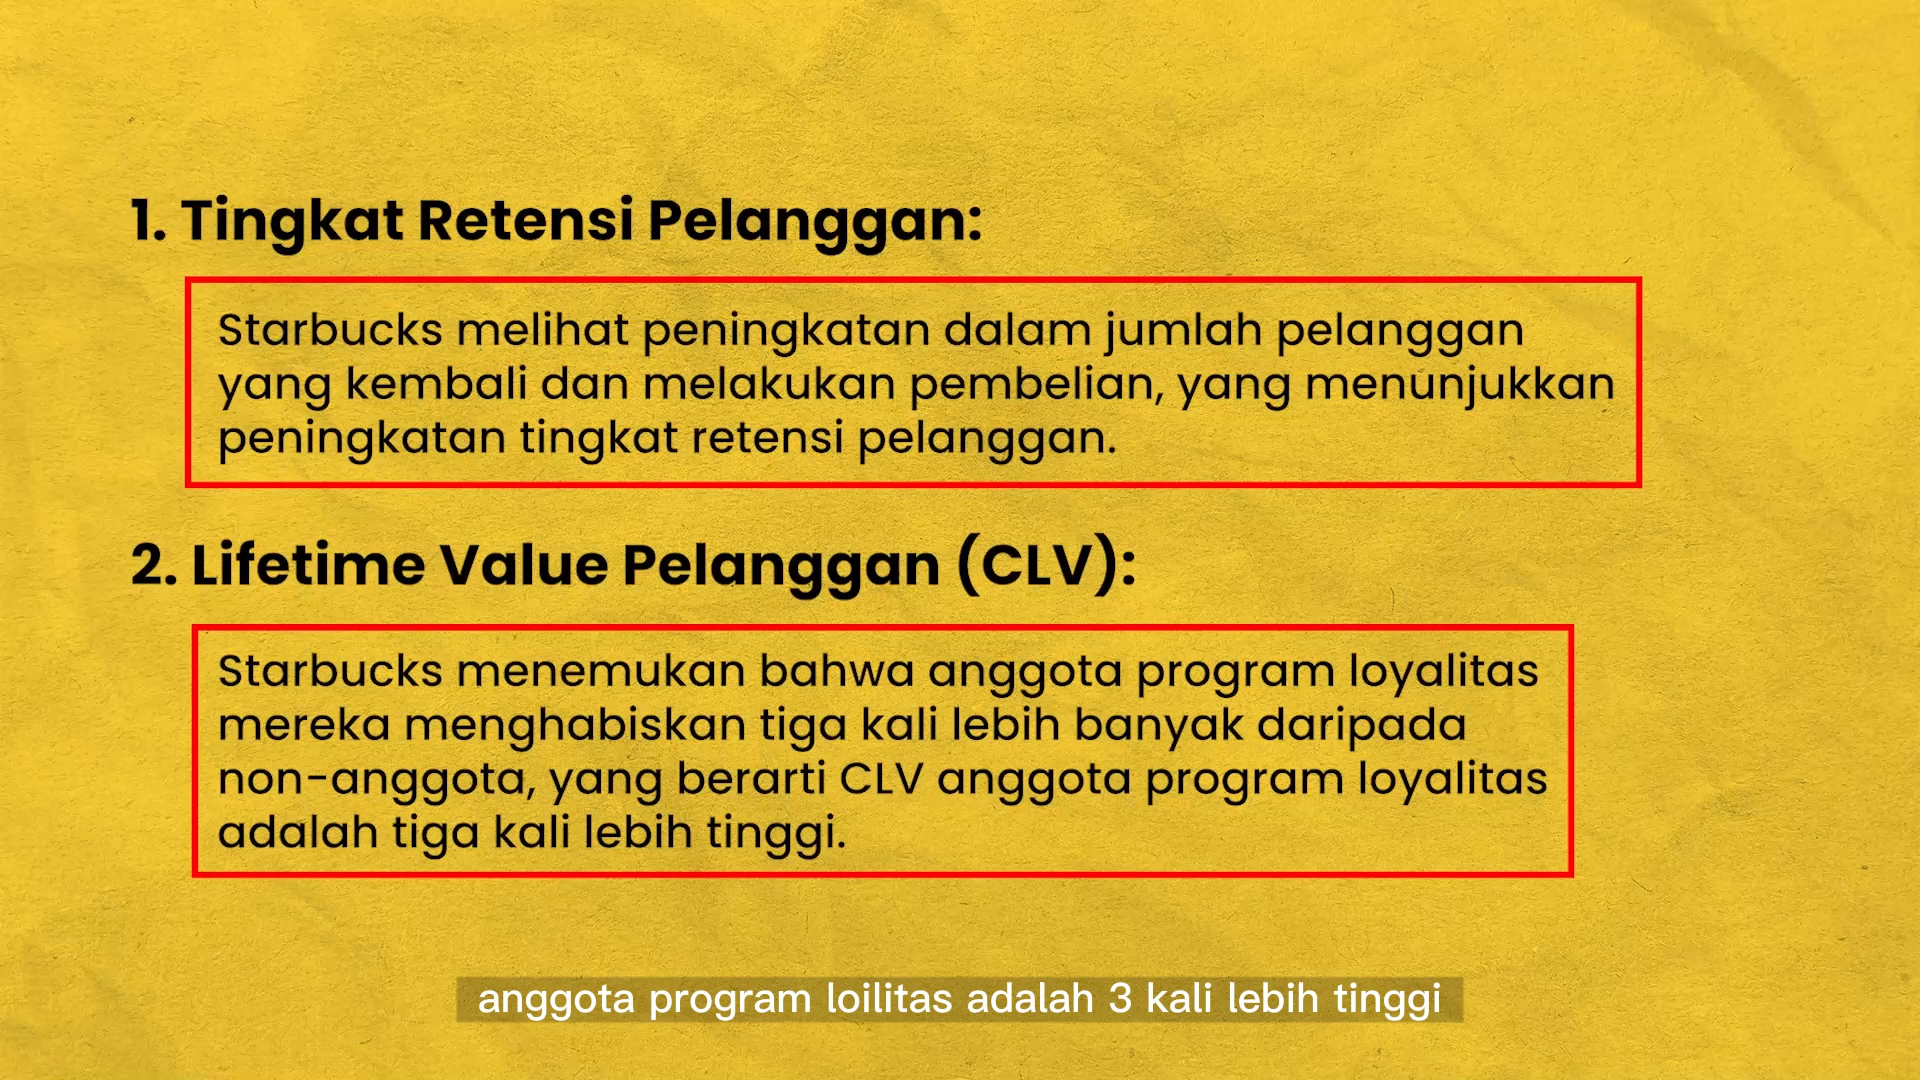 1. Tingkat Retensi Pelanggan:
Starbucks melihat peningkatan dalam jumlah pelanggan
yang kembali dan melakukan pembelian, yang menunjukkan
peningkatan tingkat retensi pelanggan.
2. Lifetime Value Pelanggan (CLV):
Starbucks menemukan bahwa anggota program loyalitas
mereka menghabiskan tiga kali lebih banyak daripada
non-anggota, yang berarti CLV anggota program loyalitas
adalah tiga kali lebih tinggi.
anggota program loilitas adalah 3 kali lebih tinggi